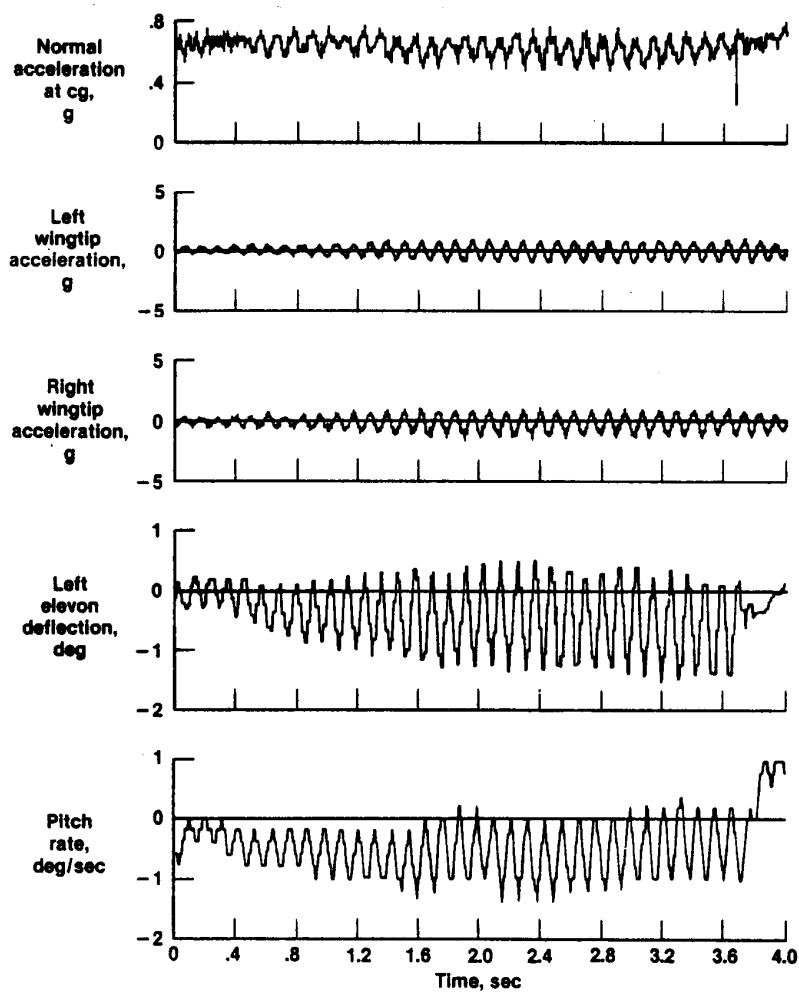 Normal
acceleration
at cg,
g
.8
.4
0
Left
wingtip
acceleration,
g
5
0
−5
Right
wingtip
acceleration,
g
5
0
−5
Left
elevon
deflection,
deg
1
0
−1
−2
Pitch
rate,
deg/sec
1
0
−1
−2
0 .4 .8 1.2 1.6 2.0 2.4 2.8 3.2 3.6 4.0
Time, sec